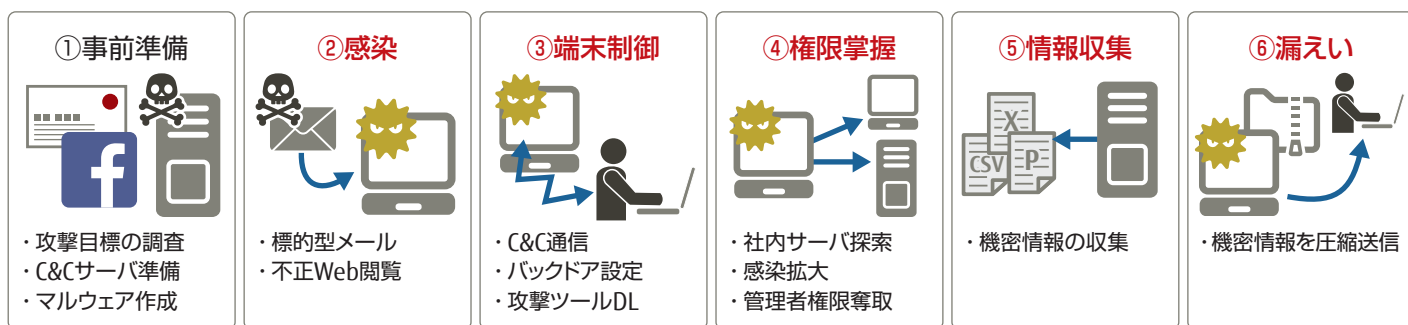 ①事前準備
・攻撃目標の調査
・C&Cサーバ準備
・マルウェア作成
②感染
・標的型メール
・不正Web閲覧
③端末制御
・C&C通信
・バックドア設定
・攻撃ツールDL
④権限掌握
・社内サーバ探索
・感染拡大
・管理者権限奪取
⑤情報収集
X
CSV
P
・機密情報の収集
⑥漏えい
・機密情報を圧縮送信